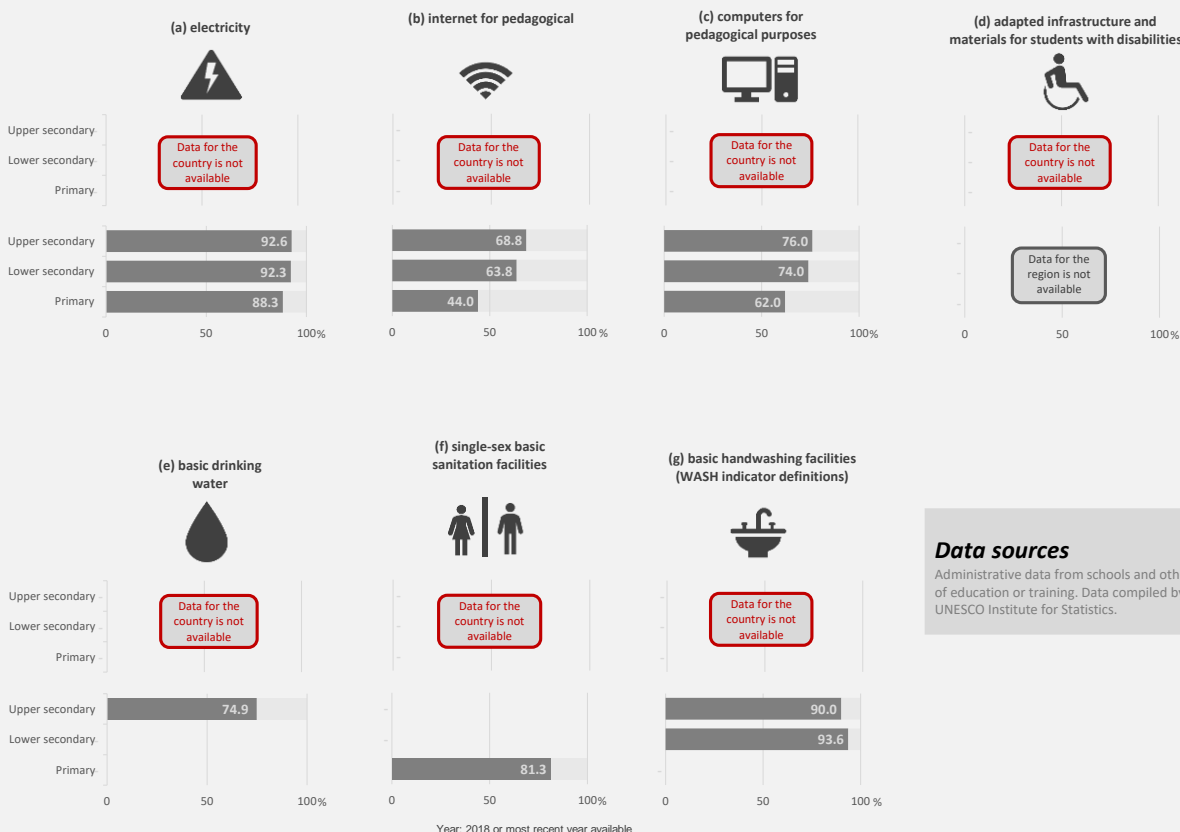 (a) electricity
(b) internet for pedagogical
(c) computers for
pedagogical purposes
(d) adapted infrastructure and
materials for students with disabilities
Upper secondary
Lower secondary
Primary
Data for the
country is not
available
Data for the
country is not
available
Data for the
country is not
available
Data for the
country is not
available
Upper secondary
Lower secondary
Primary
92.6
92.3
88.3
0 50 100%
68.8
63.8
44.0
0 50 100%
76.0
74.0
62.0
0 50 100%
Data for the
region is not
available
0 50 100%
(e) basic drinking
water
(f) single-sex basic
sanitation facilities
(g) basic handwashing facilities
(WASH indicator definitions)
Upper secondary
Lower secondary
Primary
Data for the
country is not
available
Data for the
country is not
available
Data for the
country is not
available
Upper secondary
Lower secondary
Primary
74.9
0 50 100%
81.3
0 50 100%
90.0
93.6
0 50 100 %
Data sources
Administrative data from schools and oth
of education or training. Data compiled by
UNESCO Institute for Statistics.
Year: 2018 or most recent year available